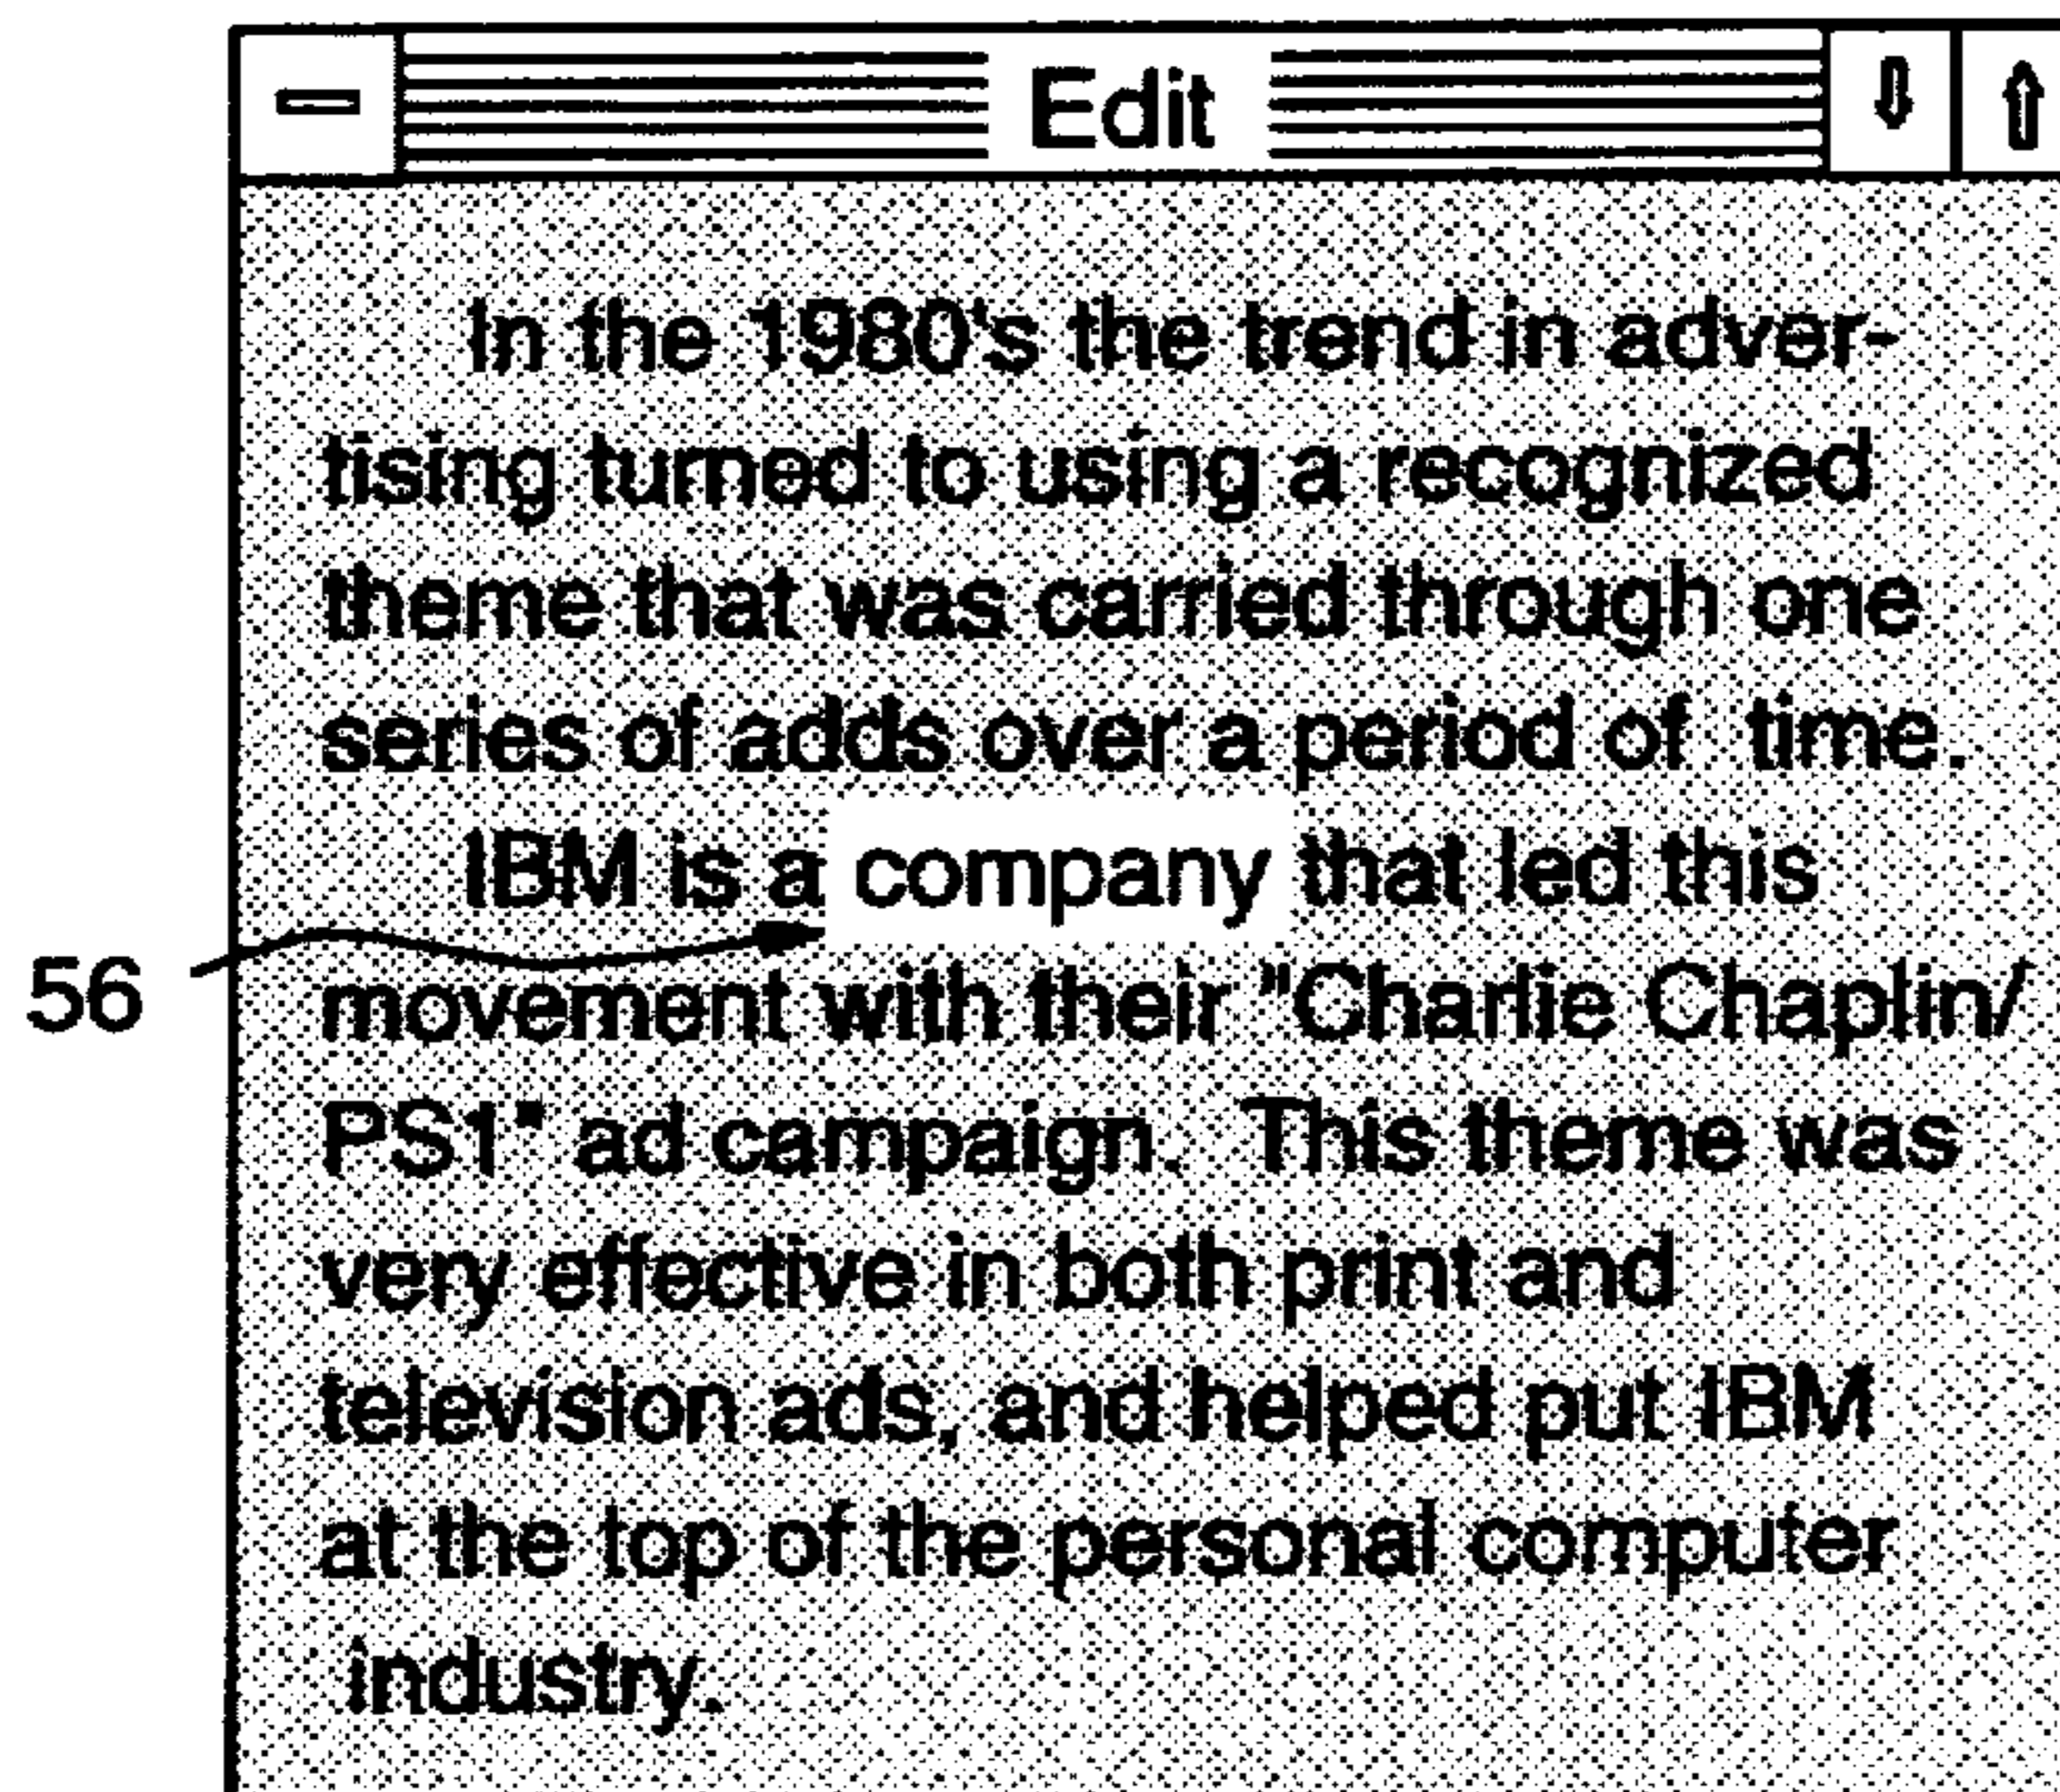 Edit
In the 1980's the trend in adver-
tising turned to using a recognized
theme that was carried through one
series of adds over a period of time.
IBM is a company that led this
56
movement with their "Charlie Chaplin/
PS1" ad campaign. This theme was
very effective in both print and
television ads, and helped put IBM
at the top of the personal computer
industry.